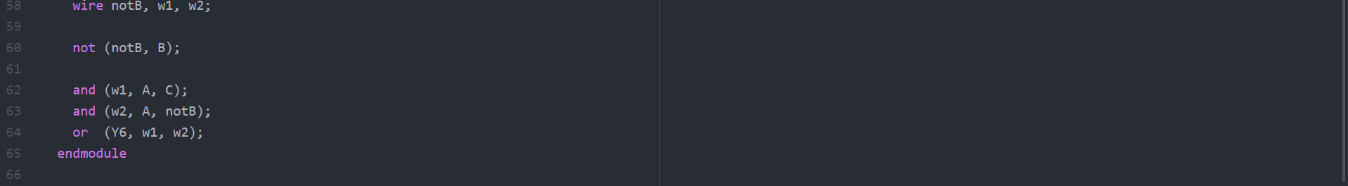 58 wire notB, w1, w2;
59
60 not (notB, B);
61
62 and (w1, A, C);
63 and (w2, A, notB);
64 or  (Y6, w1, w2);
65 endmodule
66